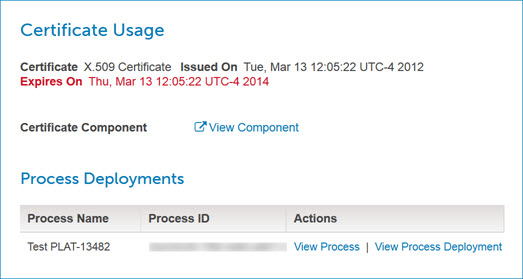 Certificate Usage
Certificate X.509 Certificate Issued On Tue, Mar 13 12:05:22 UTC-4 2012
Expires On Thu, Mar 13 12:05:22 UTC-4 2014
Certificate Component View Component
Process Deployments
Process Name Process ID Actions
Test PLAT-13482 View Process | View Process Deployment